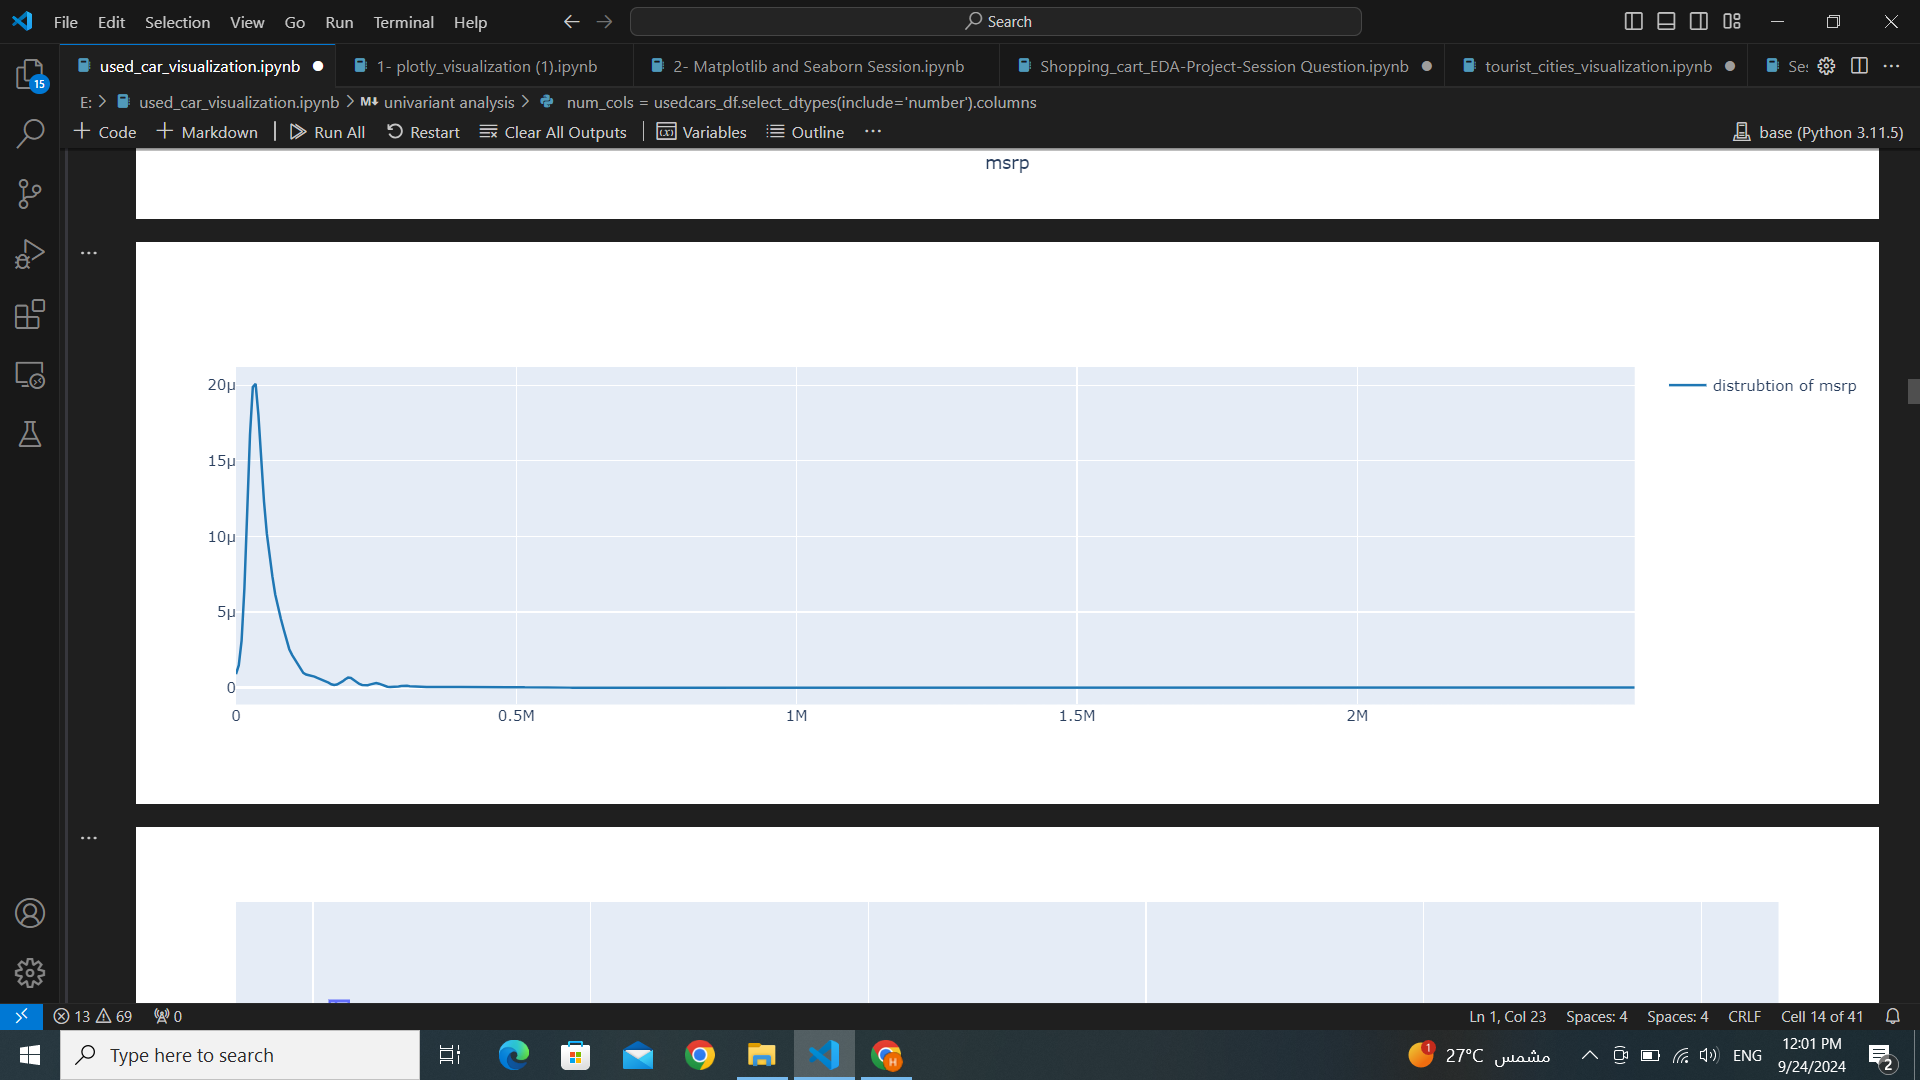 File Edit Selection View Go Run Terminal Help Search
used_car_visualization.ipynb 1- plotly_visualization (1).ipynb 2- Matplotlib and Seaborn Session.ipynb Shopping_cart_EDA-Project-Session Question.ipynb tourist_cities_visualization.ipynb Se
15
E: > used_car_visualization.ipynb > M↓ univariant analysis > num_cols = usedcars_df.select_dtypes(include='number').columns
+ Code + Markdown | Run All Restart Clear All Outputs | Variables Outline ... base (Python 3.11.5)
msrp
20μ
distrubtion of msrp
15μ
10μ
5μ
0
0 0.5M 1M 1.5M 2M
13 69 0 Ln 1, Col 23 Spaces: 4 Spaces: 4 CRLF Cell 14 of 41
Type here to search
H
1
27°C مشمس ENG
12:01 PM
9/24/2024
2